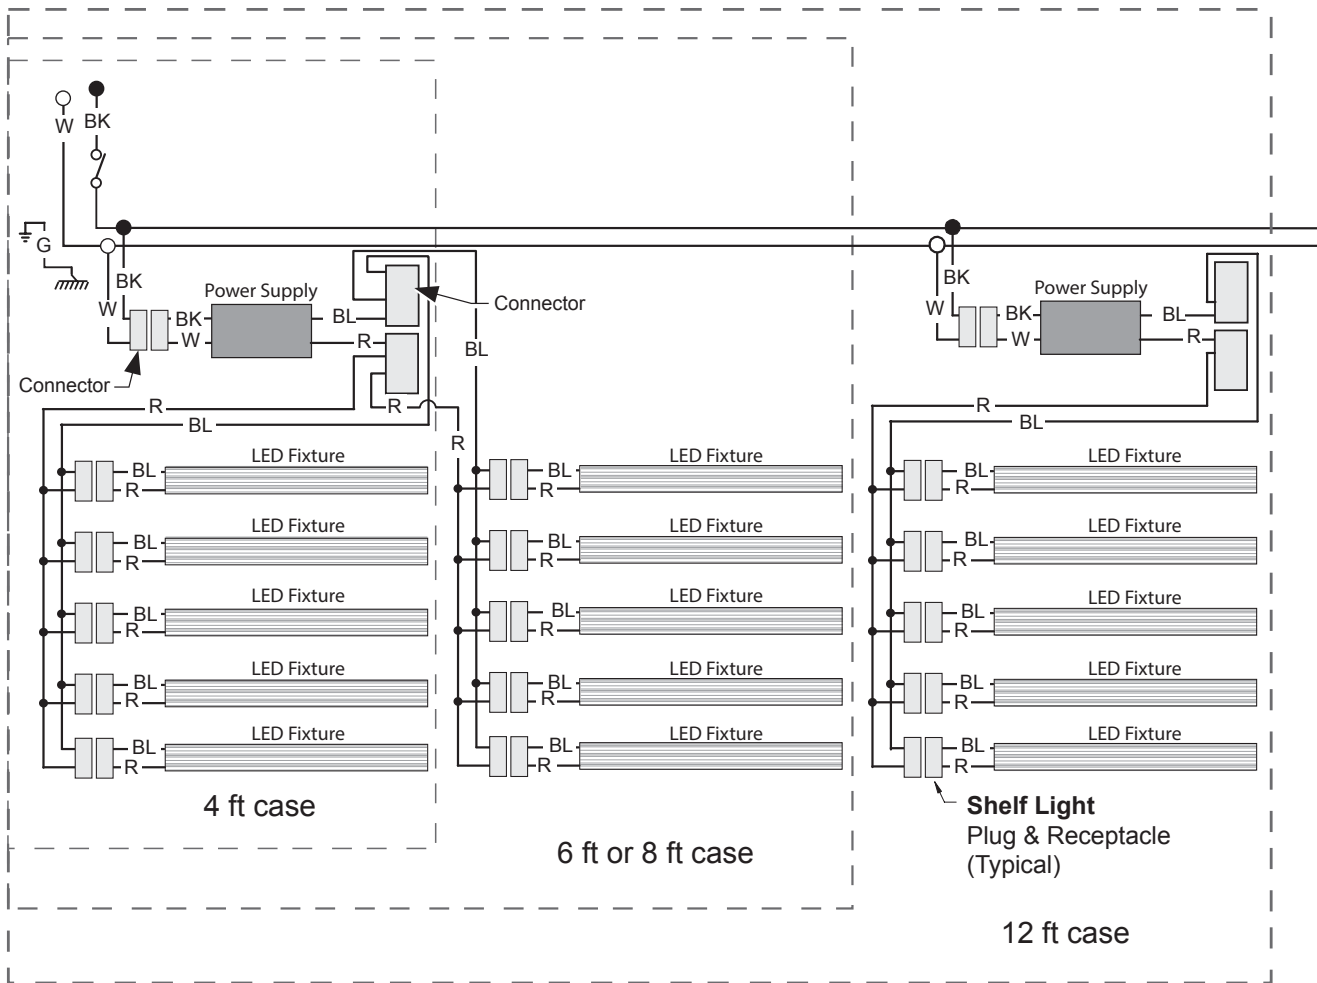 W
BK
G
BK
W
BK
W
Power Supply
BL
R
Connector
Connector
BL
R
BL
R
R
BK
W
BK
W
Power Supply
BL
R
R
BL
LED Fixture
BL
R
LED Fixture
BL
R
LED Fixture
BL
R
LED Fixture
BL
R
LED Fixture
BL
R
4 ft case
LED Fixture
BL
R
LED Fixture
BL
R
LED Fixture
BL
R
LED Fixture
BL
R
LED Fixture
BL
R
6 ft or 8 ft case
LED Fixture
BL
R
LED Fixture
BL
R
LED Fixture
BL
R
LED Fixture
BL
R
LED Fixture
BL
R
Shelf Light
Plug & Receptacle
(Typical)
12 ft case